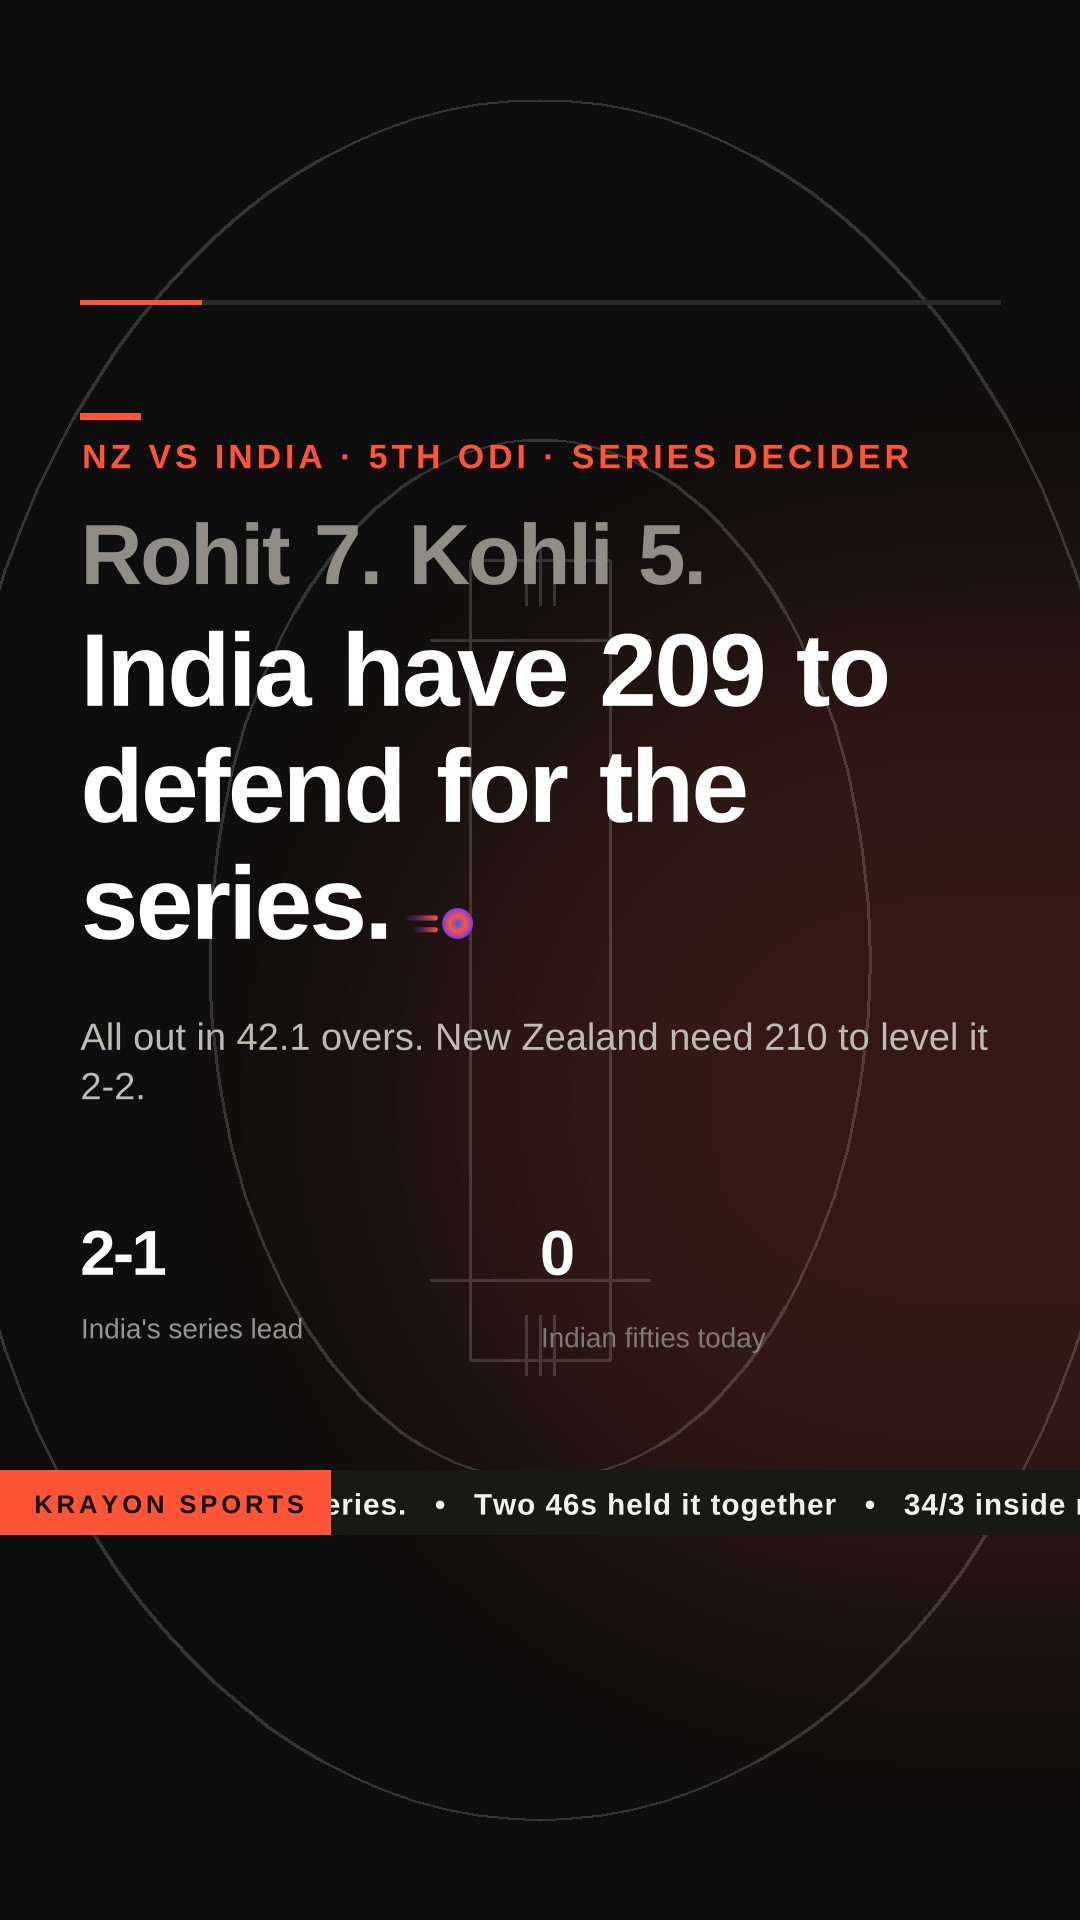 NZ VS INDIA · 5TH ODI · SERIES DECIDER
Rohit 7. Kohli 5.
India have 209 to
defend for the
series.
All out in 42.1 overs. New Zealand need 210 to level it
2-2.
2-1
0
India's series lead
Indian fifties today
KRAYON SPORTS
eries. • Two 46s held it together • 34/3 inside